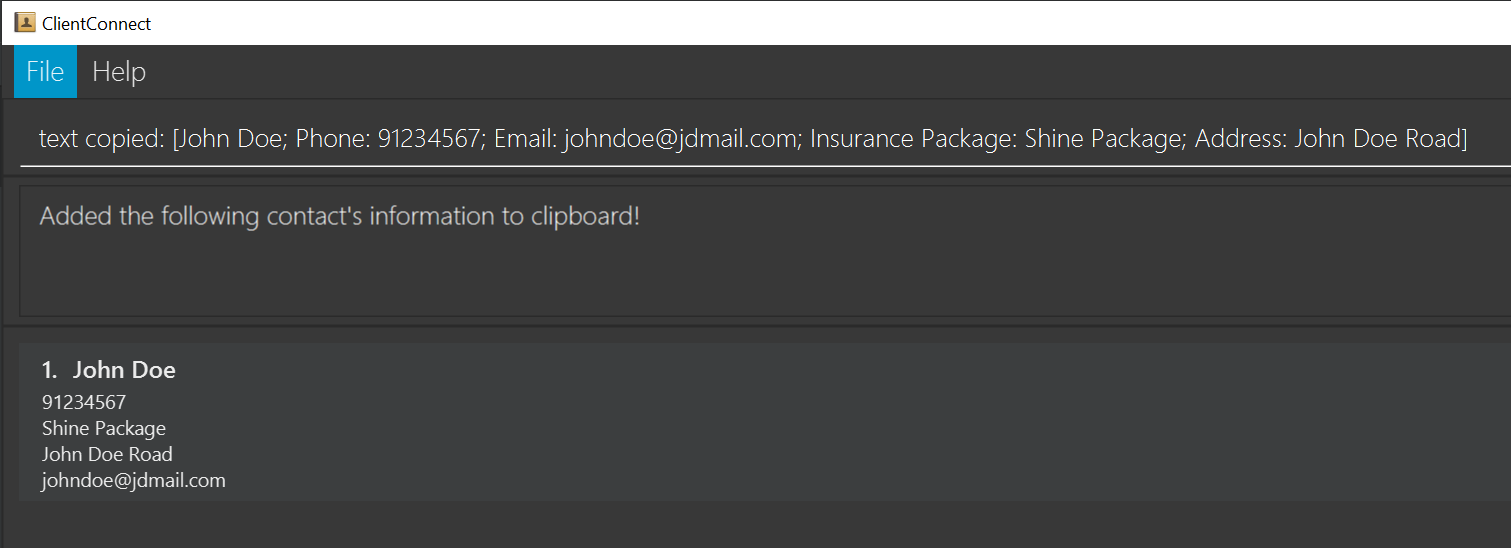 ClientConnect
File Help
text copied: [John Doe; Phone: 91234567; Email: johndoe@jdmail.com; Insurance Package: Shine Package; Address: John Doe Road]
Added the following contact's information to clipboard!
1. John Doe
91234567
Shine Package
John Doe Road
johndoe@jdmail.com